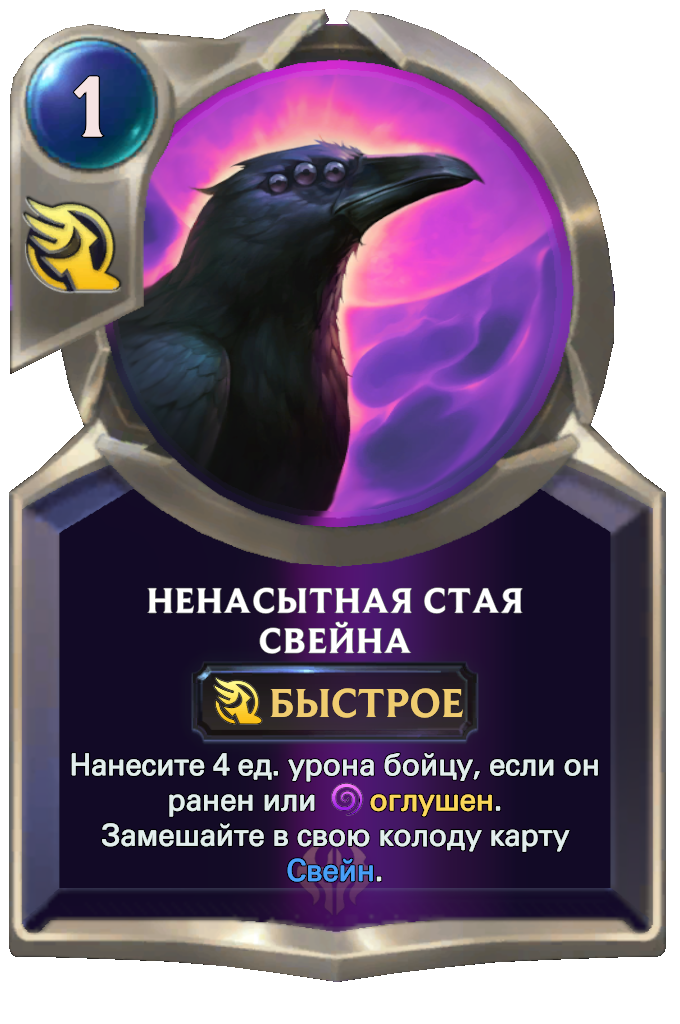 1
НЕНАСЫТНАЯ СТАЯ
СВЕЙНА
БЫСТРОЕ
Нанесите 4 ед. урона бойцу, если он
ранен или оглушен.
Замешайте в свою колоду карту
Свейн.